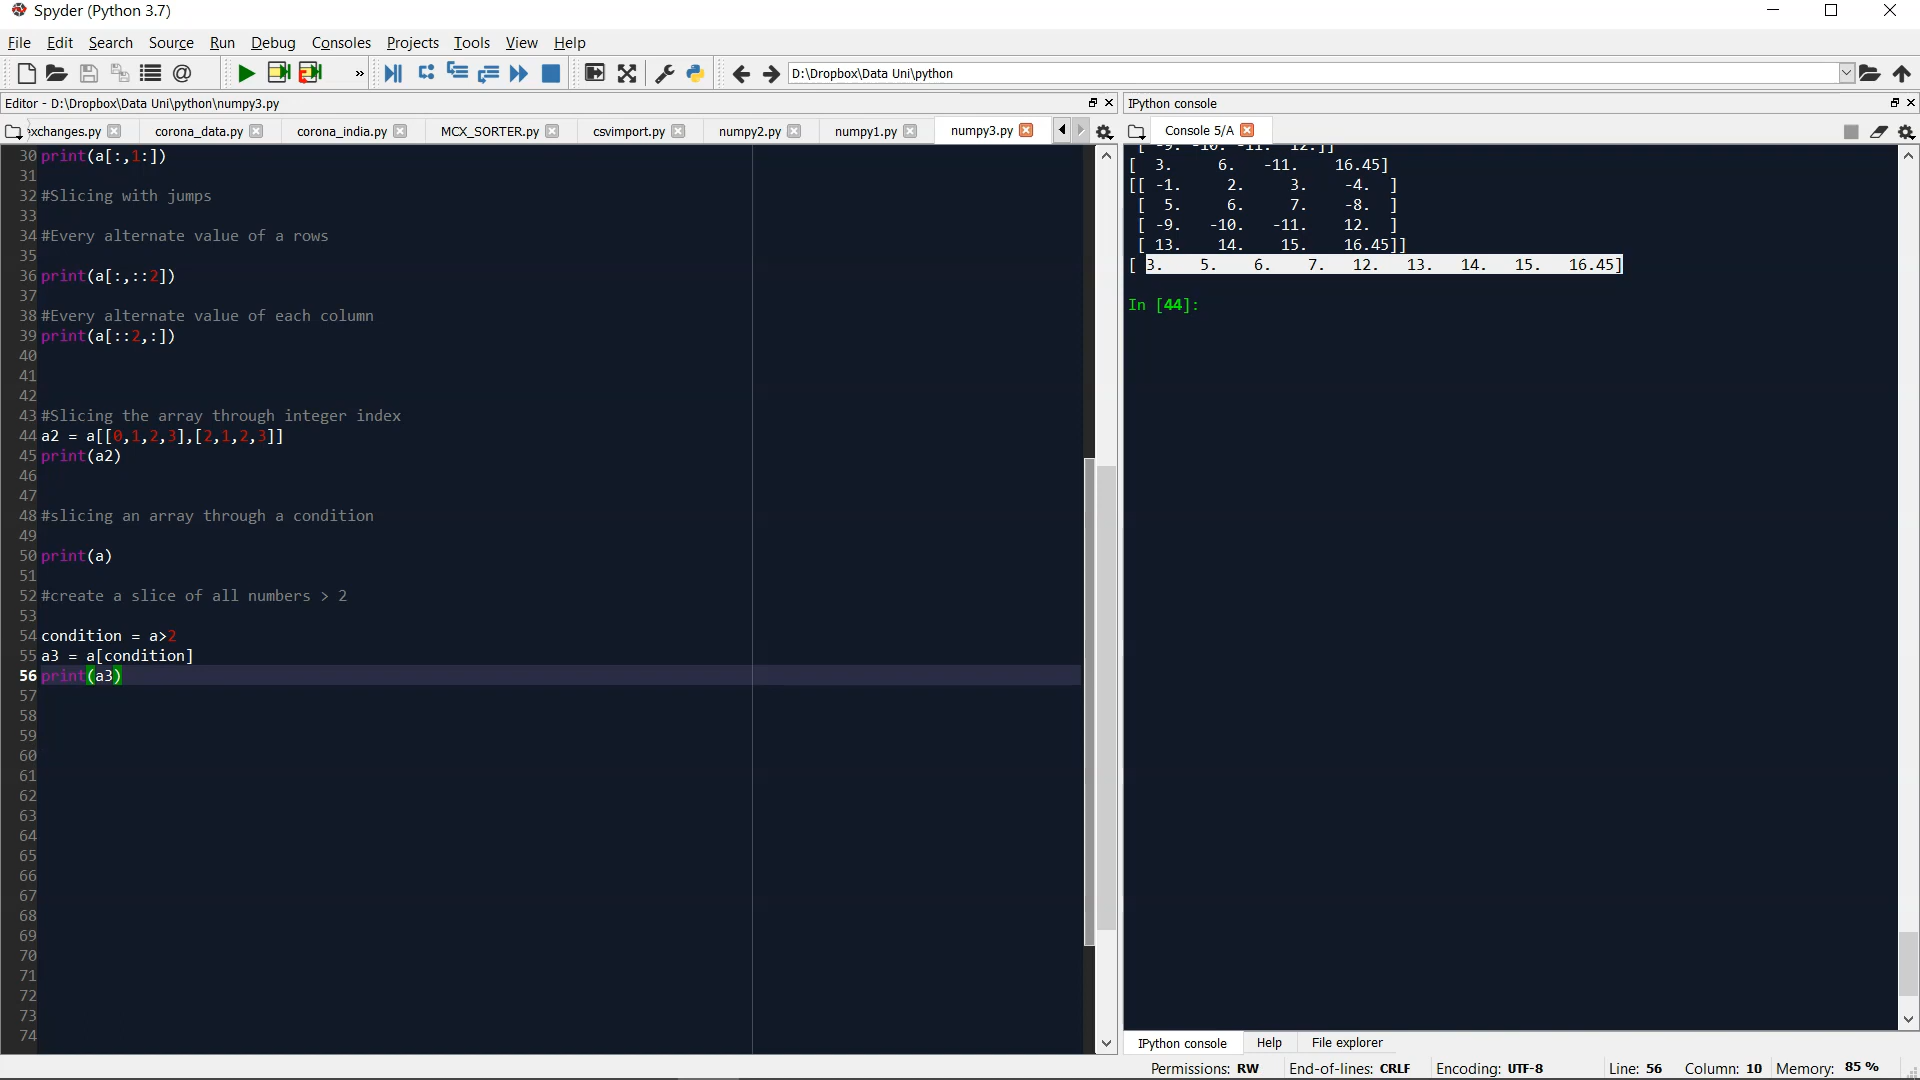 Spyder (Python 3.7)
File Edit Search Source Run Debug Consoles Projects Tools View Help
D:\Dropbox\Data Uni\python
Editor - D:\Dropbox\Data Uni\python\numpy3.py
IPython console
xchanges.py corona_data.py corona_india.py MCX_SORTER.py csvimport.py numpy2.py numpy1.py numpy3.py
Console 5/A
30 print(a[:,1:])
31
32 #Slicing with jumps
33
34 #Every alternate value of a rows
35
36 print(a[:,::2])
37
38 #Every alternate value of each column
39 print(a[::2,:])
40
41
42
43 #Slicing the array through integer index
44 a2 = a[[0,1,2,3],[2,1,2,3]]
45 print(a2)
46
47
48 #slicing an array through a condition
49
50 print(a)
51
52 #create a slice of all numbers > 2
53
54 condition = a>2
55 a3 = a[condition]
56 print(a3)
57
58
59
60
61
62
63
64
65
66
67
68
69
70
71
72
73
74
[ -9. -10. -11. 12.]]
[ 3. 6. -11. 16.45]
[[ -1. 2. 3. -4. ]
[ 5. 6. 7. -8. ]
[ -9. -10. -11. 12. ]
[ 13. 14. 15. 16.45]]
[ 3. 5. 6. 7. 12. 13. 14. 15. 16.45]
In [44]:
IPython console Help File explorer
Permissions: RW End-of-lines: CRLF Encoding: UTF-8 Line: 56 Column: 10 Memory: 85 %